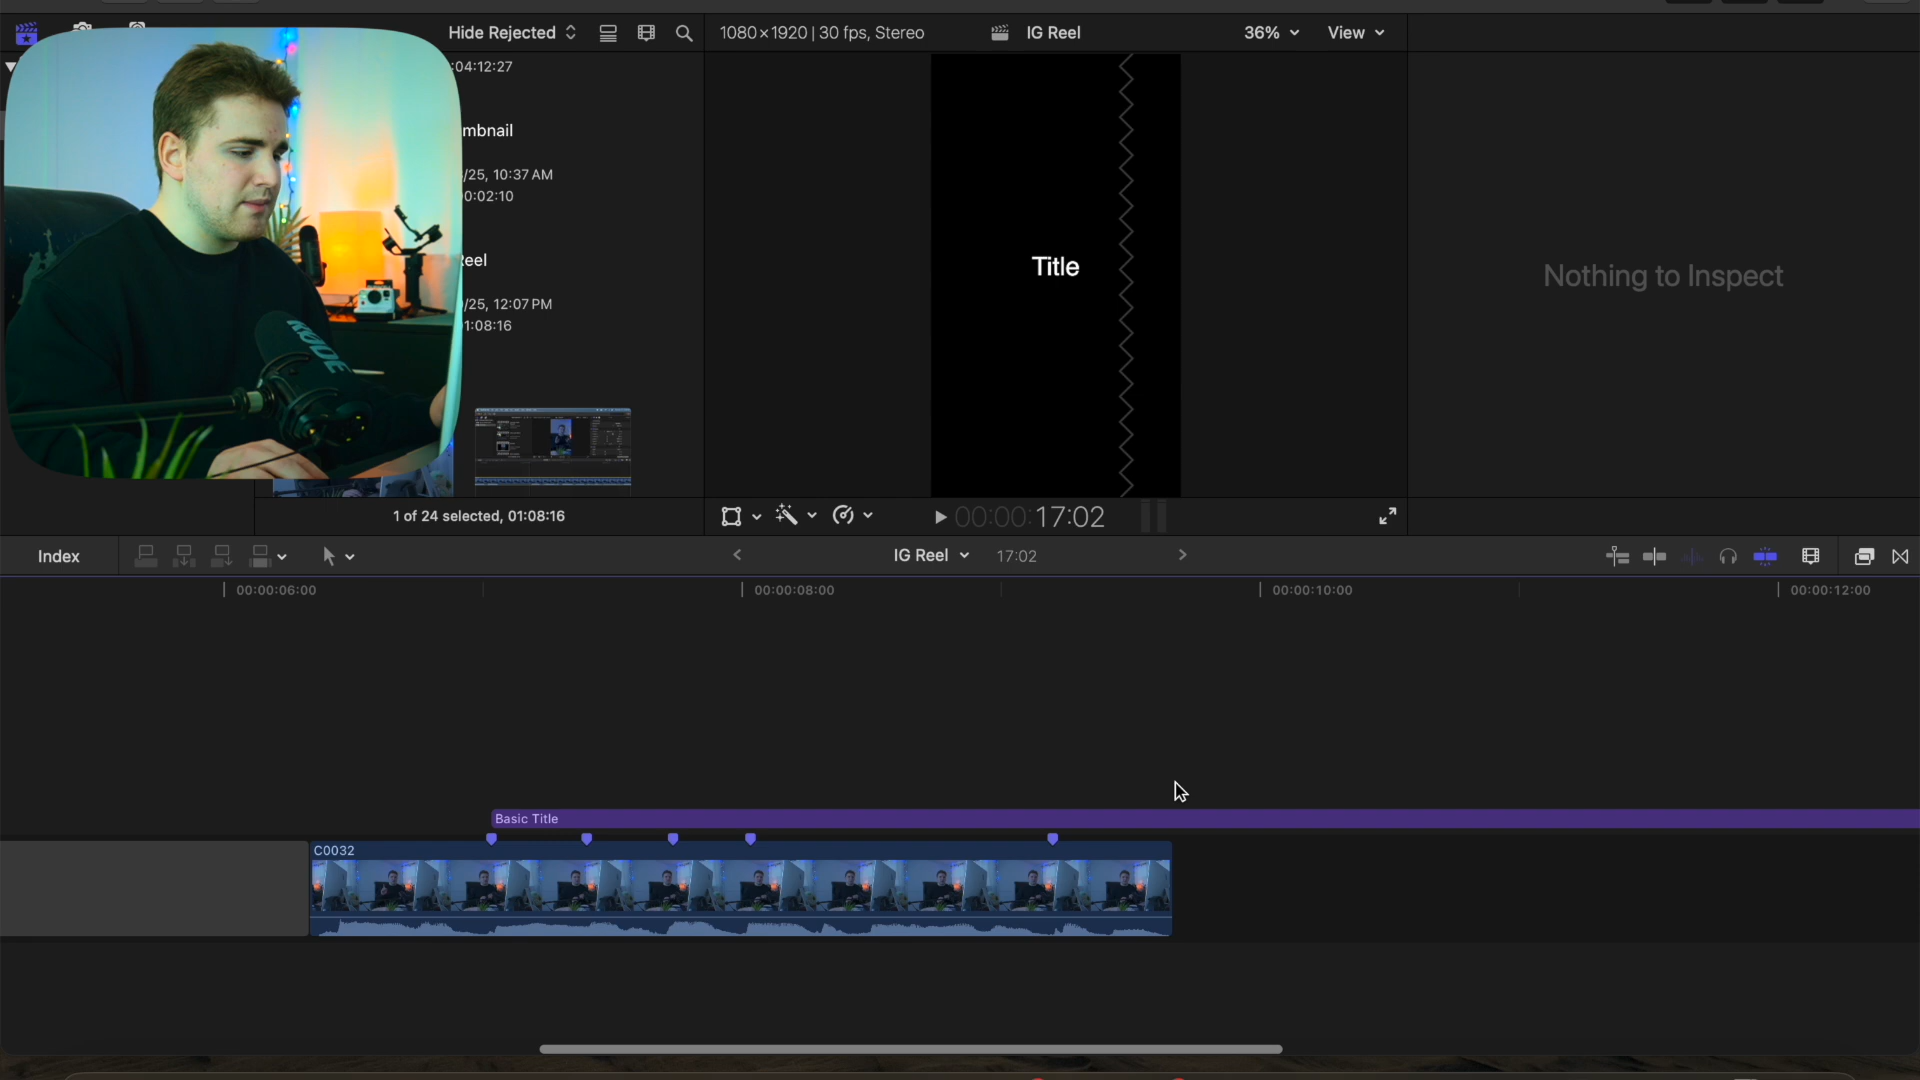 Hide Rejected
1080×1920 | 30 fps, Stereo
IG Reel
36%
View
:04:12:27
mbnail
/25, 10:37 AM
0:02:10
Reel
/25, 12:07 PM
1:08:16
RØDE
Title
Nothing to Inspect
1 of 24 selected, 01:08:16
00:00:17:02
Index
IG Reel
17:02
00:00:06:00
00:00:08:00
00:00:10:00
00:00:12:00
Basic Title
C0032